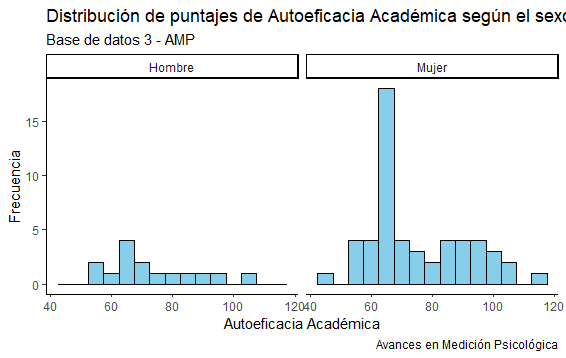 Distribución de puntajes de Autoeficacia Académica según el sexo
Base de datos 3 - AMP
Hombre Mujer
15
10
5
0
Frecuencia
40 60 80 100 120 40 60 80 100 120
Autoeficacia Académica
Avances en Medición Psicológica